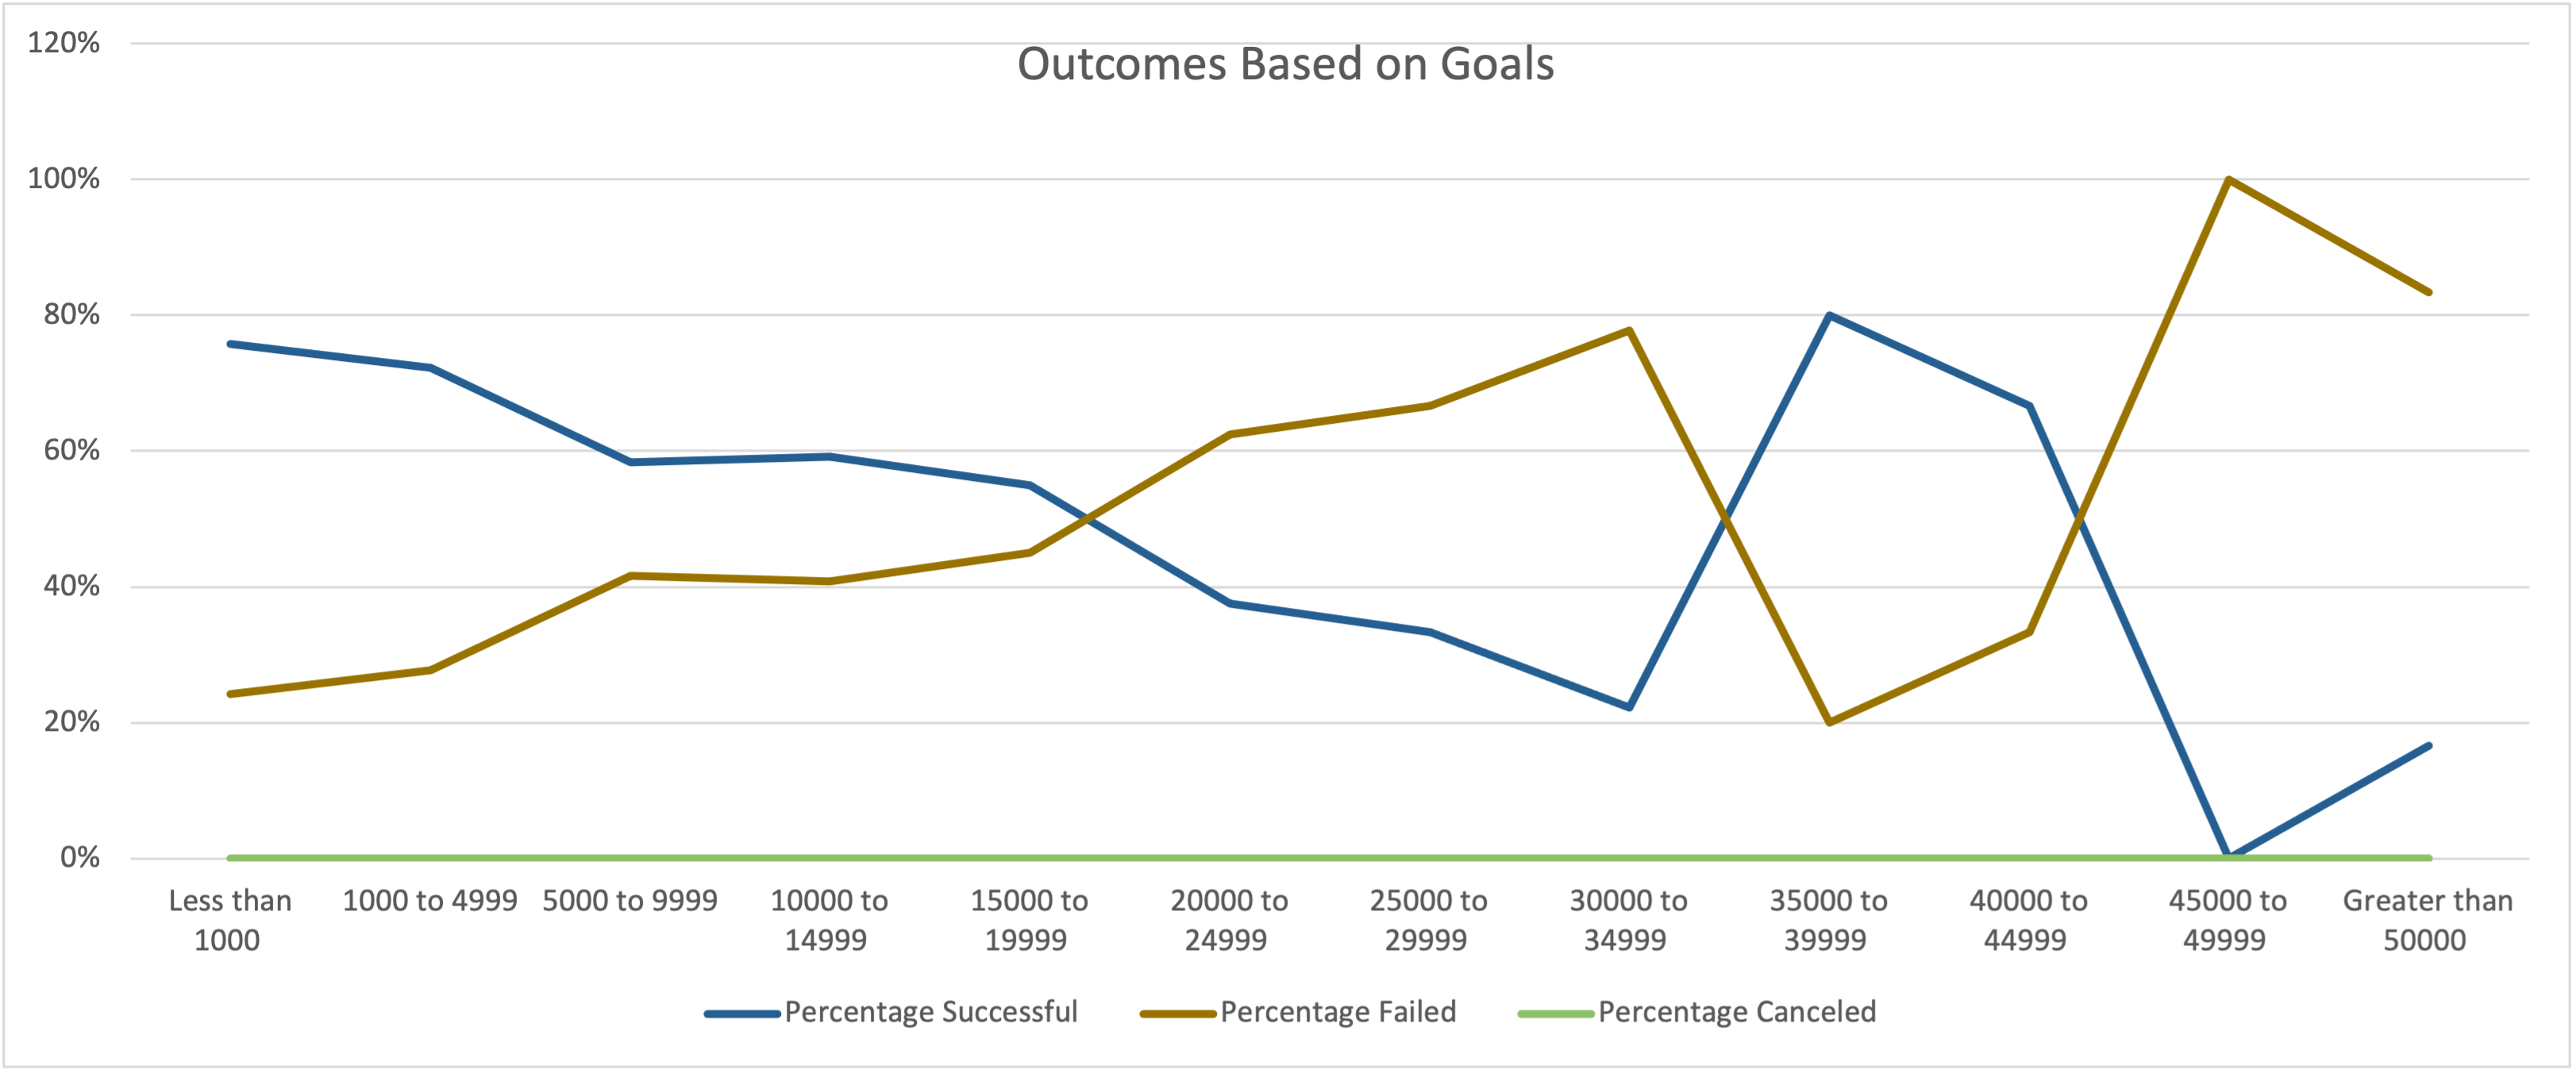 Outcomes Based on Goals
120%
100%
80%
60%
40%
20%
0%
Less than
1000
1000 to 4999
5000 to 9999
10000 to
14999
15000 to
19999
20000 to
24999
25000 to
29999
30000 to
34999
35000 to
39999
40000 to
44999
45000 to
49999
Greater than
50000
Percentage Successful
Percentage Failed
Percentage Canceled